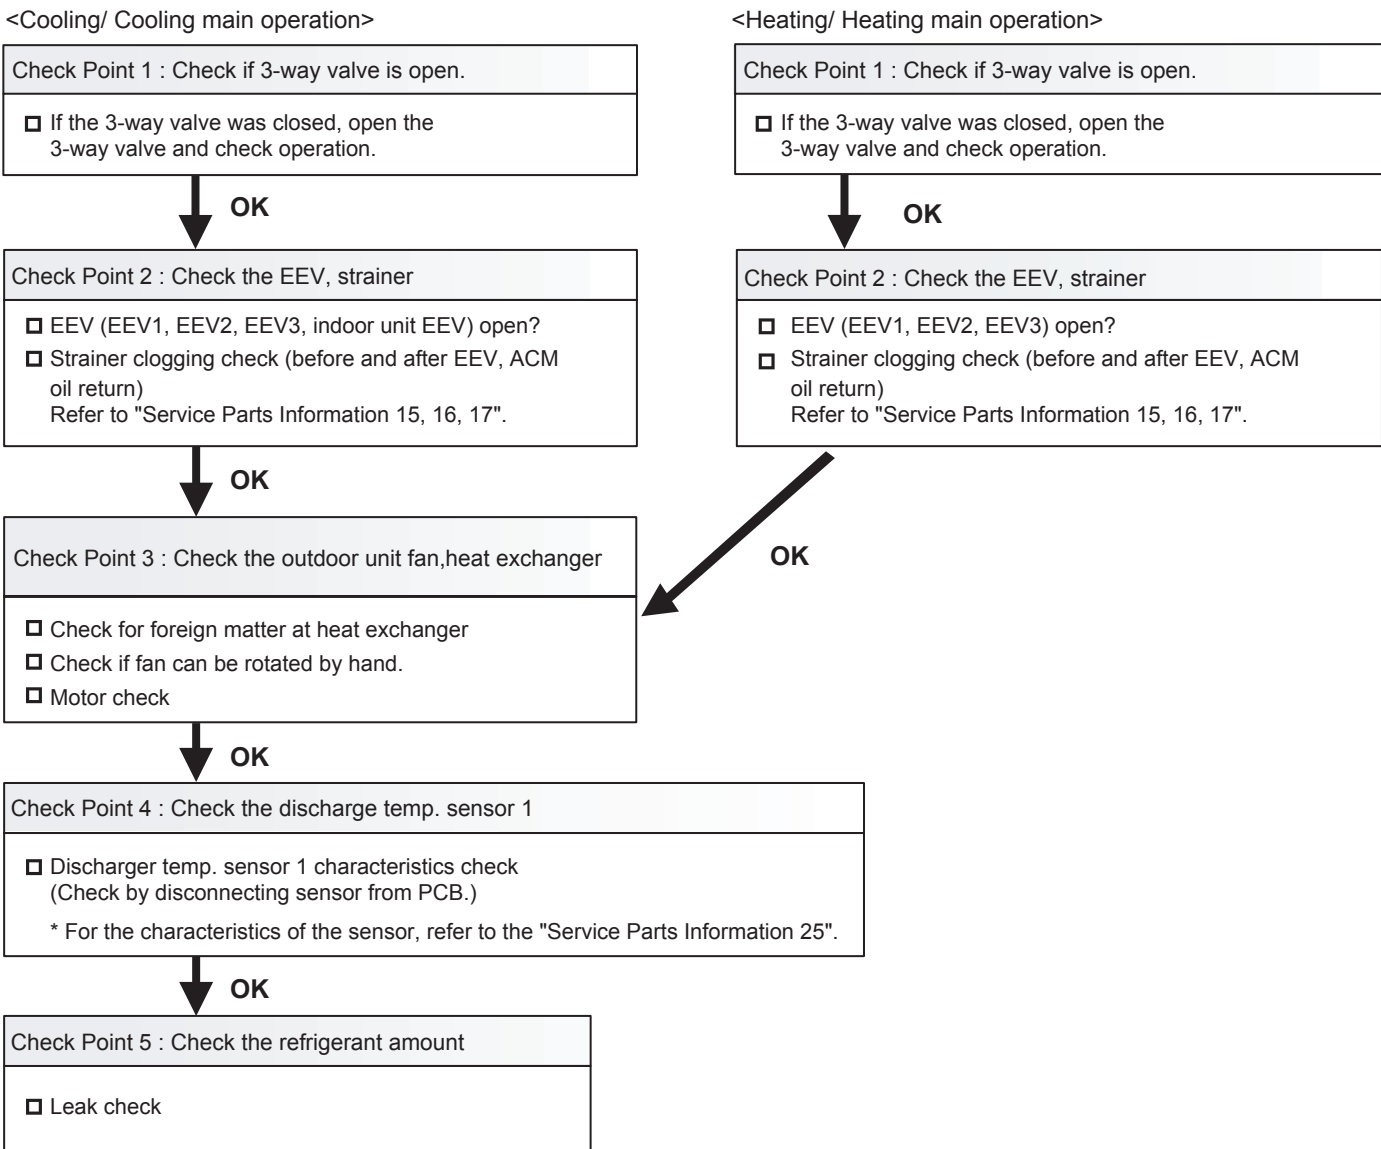 <Cooling/ Cooling main operation>
Check Point 1 : Check if 3-way valve is open.
If the 3-way valve was closed, open the
3-way valve and check operation.
OK
Check Point 2 : Check the EEV, strainer
EEV (EEV1, EEV2, EEV3, indoor unit EEV) open?
Strainer clogging check (before and after EEV, ACM
oil return)
Refer to "Service Parts Information 15, 16, 17".
OK
<Heating/ Heating main operation>
Check Point 1 : Check if 3-way valve is open.
If the 3-way valve was closed, open the
3-way valve and check operation.
OK
Check Point 2 : Check the EEV, strainer
EEV (EEV1, EEV2, EEV3) open?
Strainer clogging check (before and after EEV, ACM
oil return)
Refer to "Service Parts Information 15, 16, 17".
OK
Check Point 3 : Check the outdoor unit fan,heat exchanger
Check for foreign matter at heat exchanger
Check if fan can be rotated by hand.
Motor check
OK
Check Point 4 : Check the discharge temp. sensor 1
Discharger temp. sensor 1 characteristics check
(Check by disconnecting sensor from PCB.)
* For the characteristics of the sensor, refer to the "Service Parts Information 25".
OK
Check Point 5 : Check the refrigerant amount
Leak check